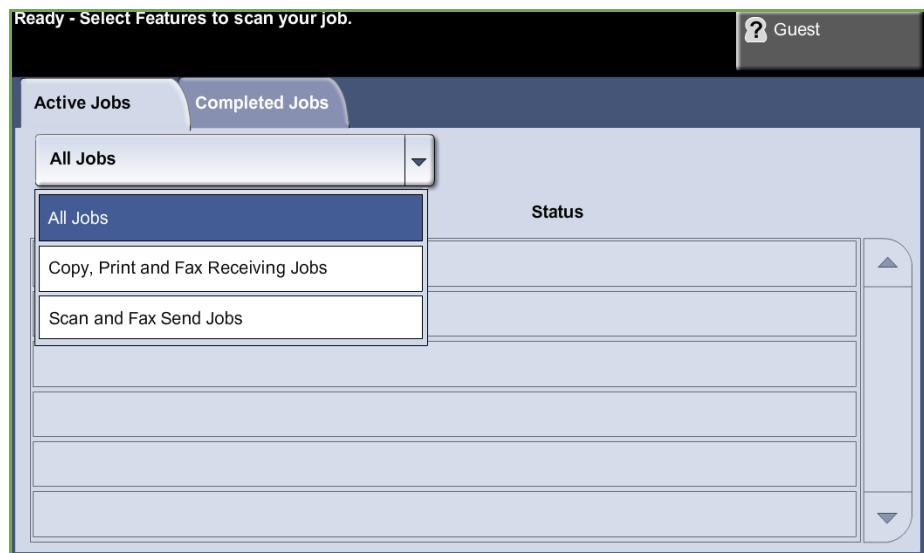 Ready - Select Features to scan your job.
Guest
Active Jobs
Completed Jobs
All Jobs
All Jobs
Status
Copy, Print and Fax Receiving Jobs
Scan and Fax Send Jobs